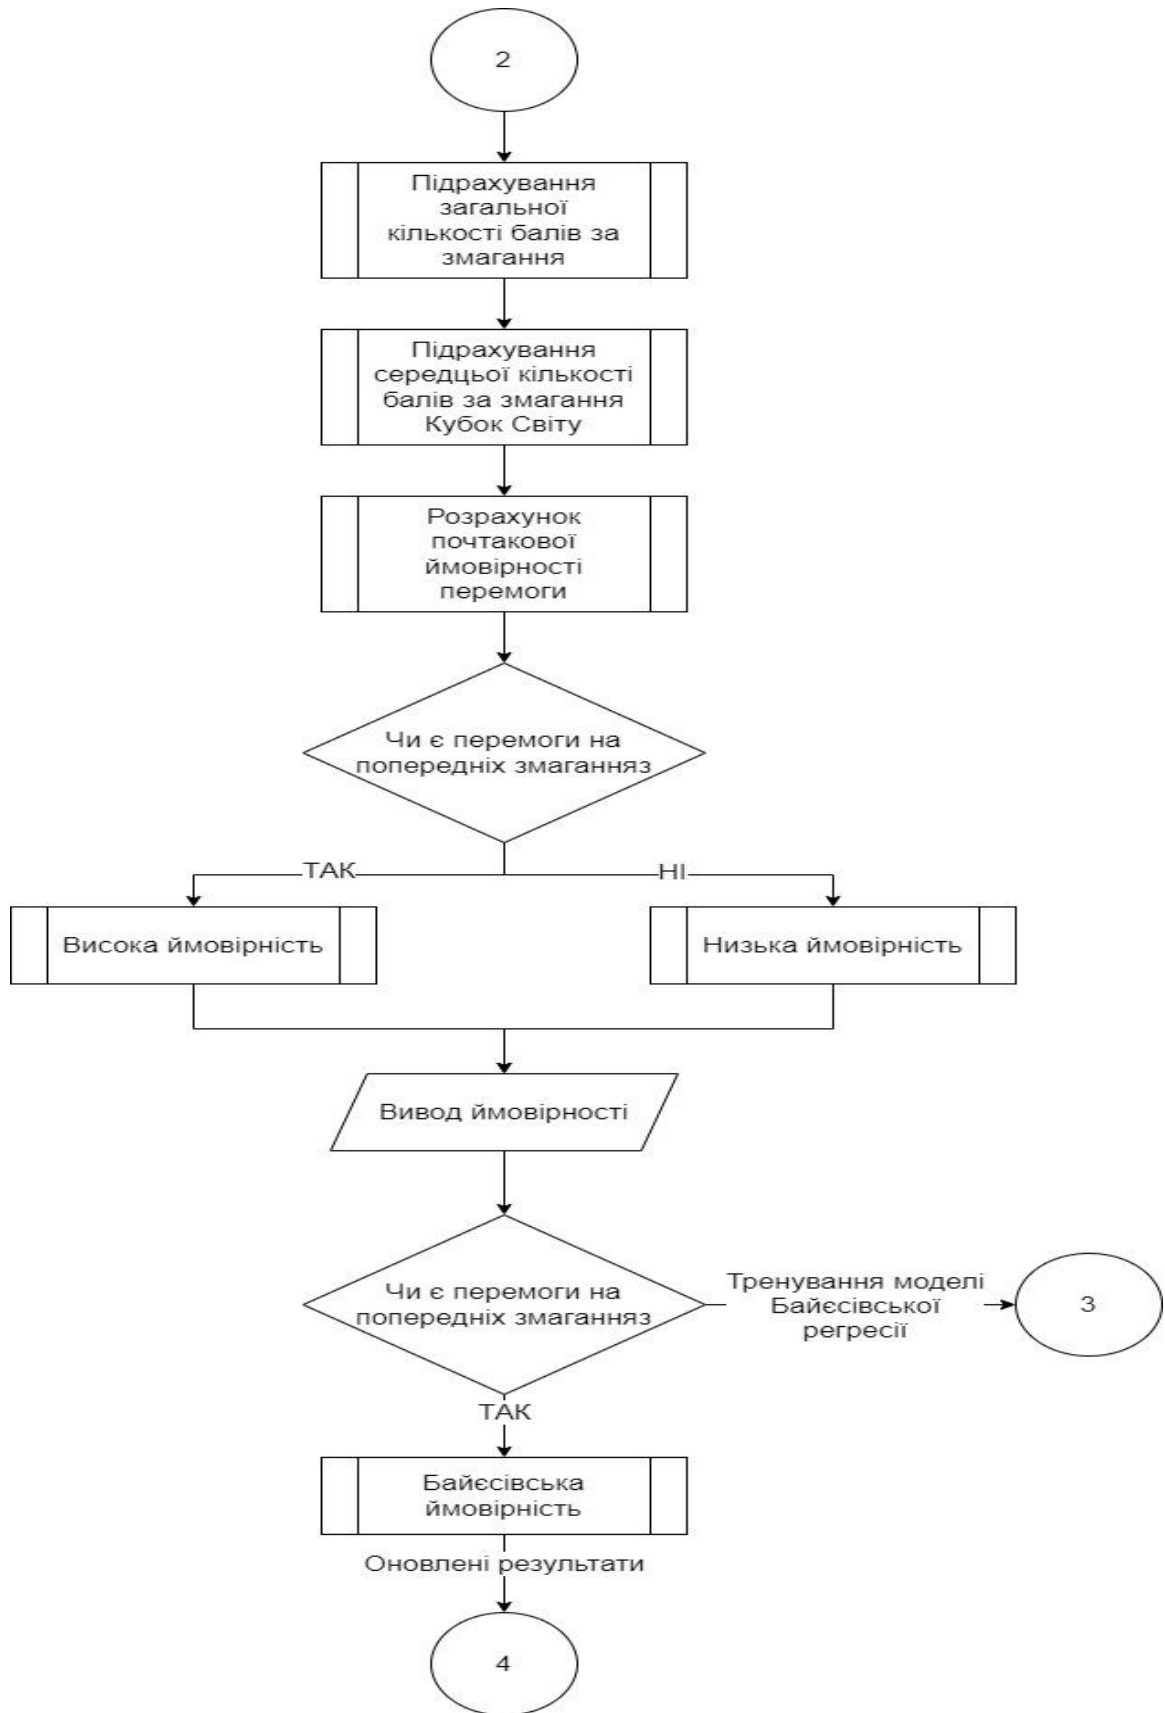 2
Підрахування
загальної
кількості балів за
змагання
Підрахування
середцьої кількості
балів за змагання
Кубок Світу
Розрахунок
почтакової
ймовірності
перемоги
Чи є перемоги на
попередніх змаганняз
ТАК
НІ
Висока ймовірність
Низька ймовірність
Вивод ймовірності
Чи є перемоги на
попередніх змаганняз
Тренування моделі
Байєсівської
регресії
3
ТАК
Байєсівська
ймовірність
Оновлені результати
4